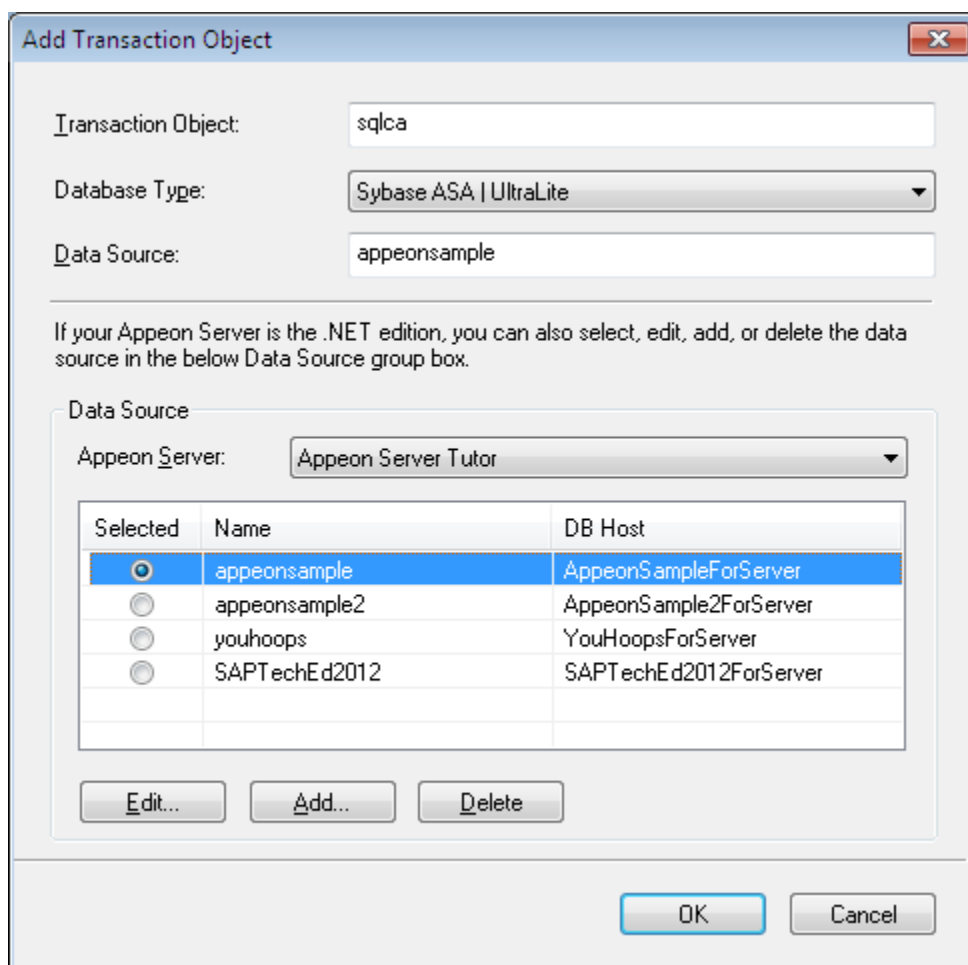 Add Transaction Object
Transaction Object: sqlca
Database Type: Sybase ASA | UltraLite
Data Source: appeonsample
If your Appeon Server is the .NET edition, you can also select, edit, add, or delete the data
source in the below Data Source group box.
Data Source
Appeon Server: Appeon Server Tutor
Selected Name DB Host
appeonsample AppeonSampleForServer
appeonsample2 AppeonSample2ForServer
youhoops YouHoopsForServer
SAPTechEd2012 SAPTechEd2012ForServer
Edit... Add... Delete
OK Cancel